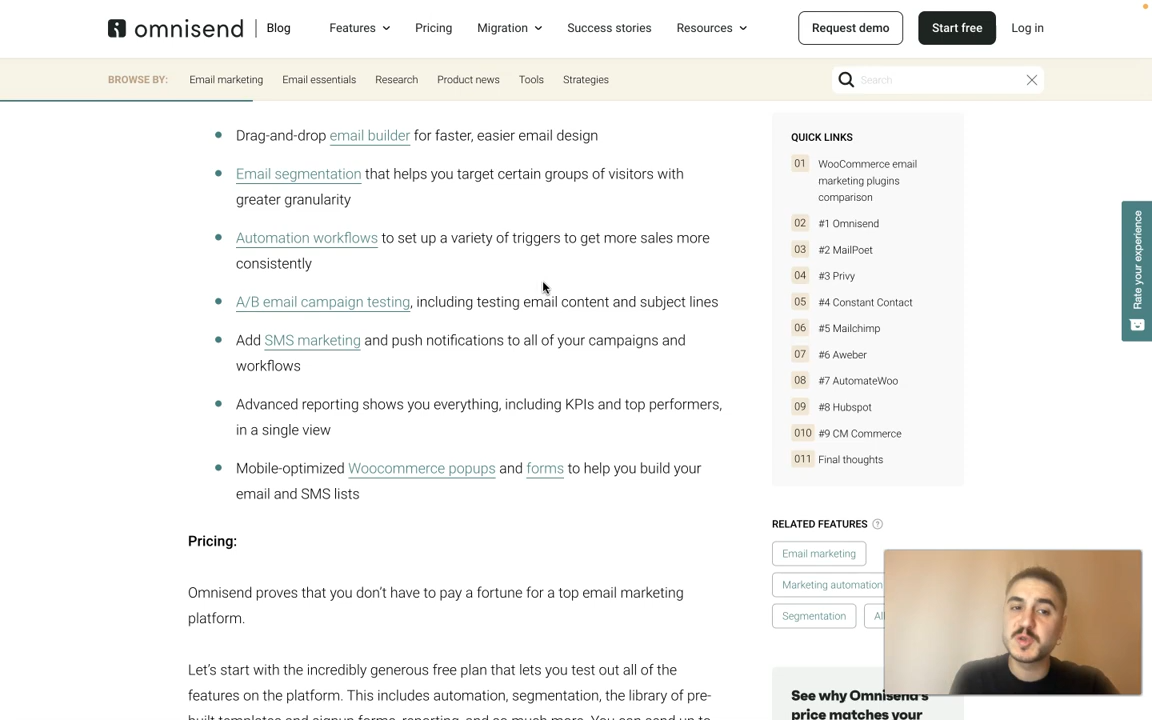 omnisend
Blog
Features
Pricing
Migration
Success stories
Resources
Request demo
Start free
Log in
BROWSE BY:
Email marketing
Email essentials
Research
Product news
Tools
Strategies
Search
Drag-and-drop email builder for faster, easier email design
Email segmentation that helps you target certain groups of visitors with
greater granularity
Automation workflows to set up a variety of triggers to get more sales more
consistently
A/B email campaign testing, including testing email content and subject lines
Add SMS marketing and push notifications to all of your campaigns and
workflows
Advanced reporting shows you everything, including KPIs and top performers,
in a single view
Mobile-optimized Woocommerce popups and forms to help you build your
email and SMS lists
Pricing:
Omnisend proves that you don't have to pay a fortune for a top email marketing
platform.
Let's start with the incredibly generous free plan that lets you test out all of the
features on the platform. This includes automation, segmentation, the library of pre-
built templates and signup forms, reporting, and so much more. You can send up to
QUICK LINKS
01 WooCommerce email
marketing plugins
comparison
02 #1 Omnisend
03 #2 MailPoet
04 #3 Privy
05 #4 Constant Contact
06 #5 Mailchimp
07 #6 Aweber
08 #7 AutomateWoo
09 #8 Hubspot
010 #9 CM Commerce
011 Final thoughts
RELATED FEATURES ?
Email marketing
Marketing automation
Segmentation
See why Omnisend's
price matches your
Rate your experience